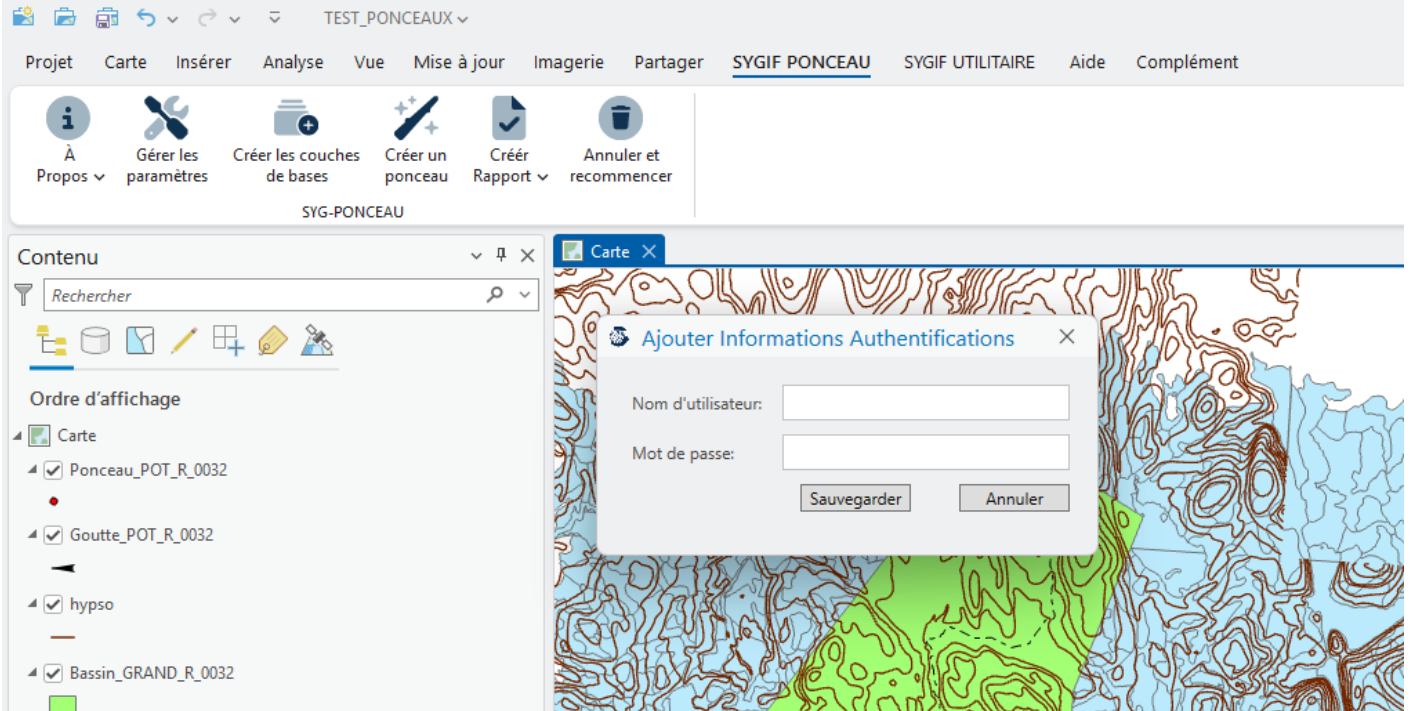 TEST_PONCEAUX
Projet Carte Insérer Analyse Vue Mise à jour Imagerie Partager SYGIF PONCEAU SYGIF UTILITAIRE Aide Complément
À Propos
Gérer les paramètres
Créer les couches de bases
Créer un ponceau
Créér Rapport
Annuler et recommencer
SYG-PONCEAU
Contenu
Rechercher
Ordre d'affichage
Carte
Ponceau_POT_R_0032
Goutte_POT_R_0032
hypso
Bassin_GRAND_R_0032
Carte
Ajouter Informations Authentifications
Nom d'utilisateur:
Mot de passe:
Sauvegarder Annuler